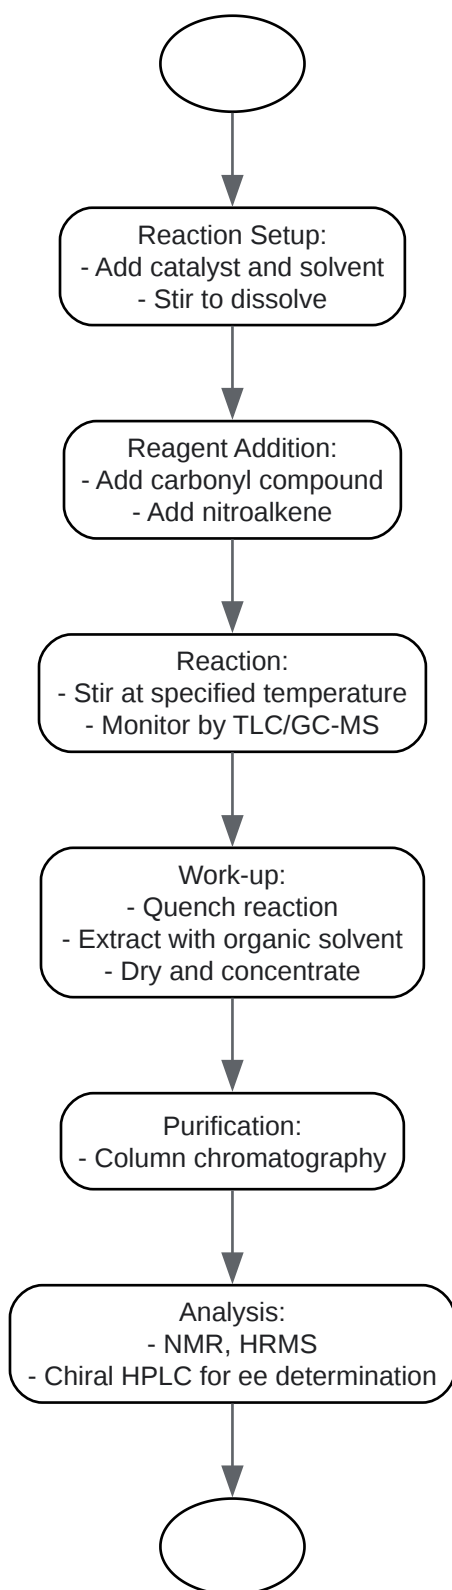 Reaction Setup:
- Add catalyst and solvent
- Stir to dissolve
Reagent Addition:
- Add carbonyl compound
- Add nitroalkene
Reaction:
- Stir at specified temperature
- Monitor by TLC/GC-MS
Work-up:
- Quench reaction
- Extract with organic solvent
- Dry and concentrate
Purification:
- Column chromatography
Analysis:
- NMR, HRMS
- Chiral HPLC for ee determination